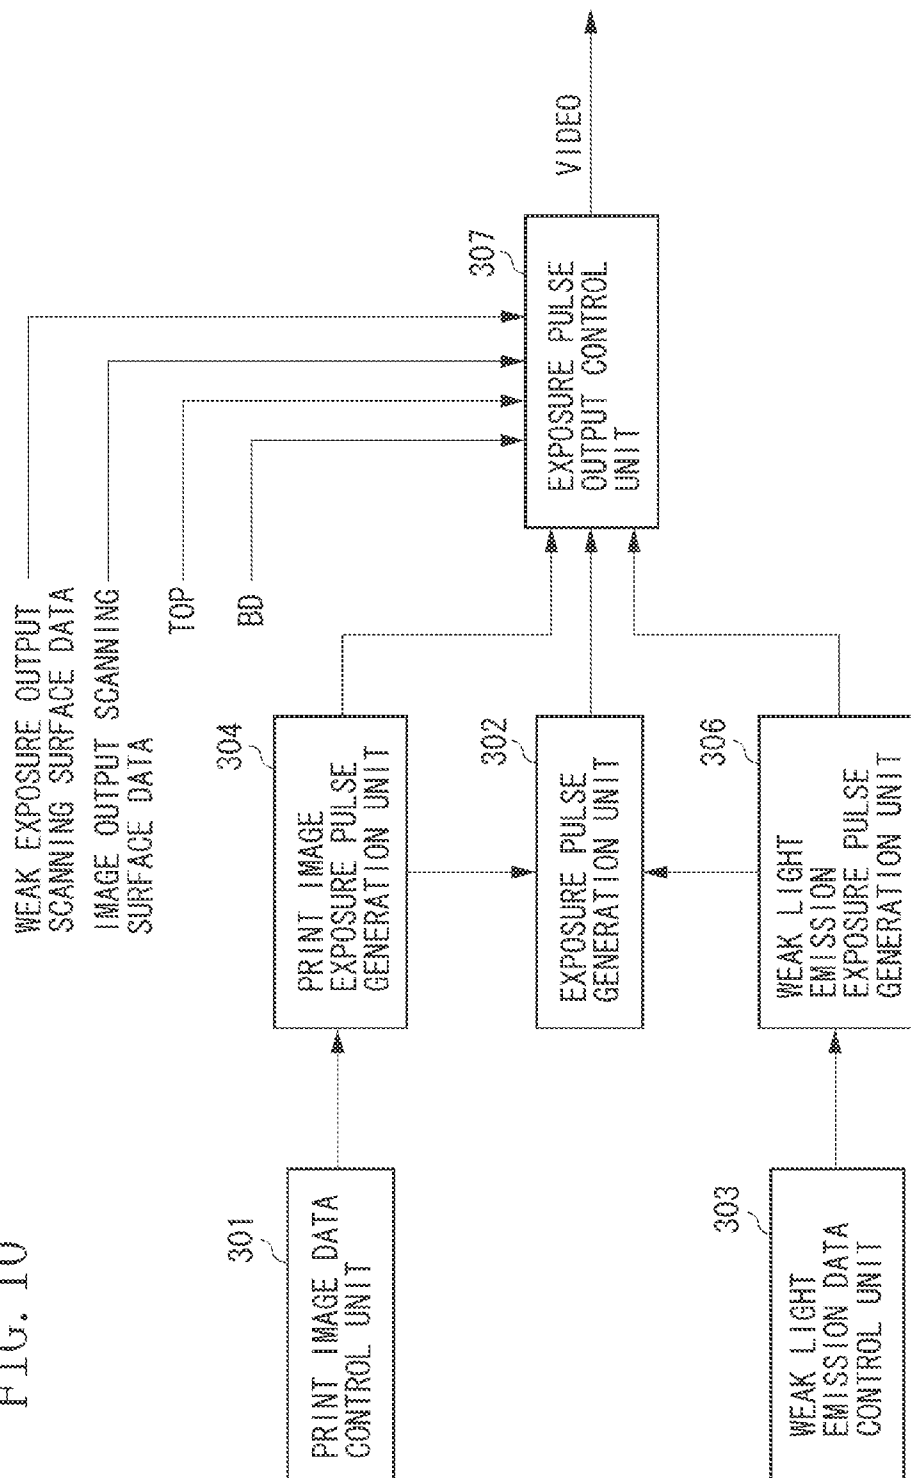 FIG. 10
WEAK EXPOSURE OUTPUT
SCANNING SURFACE DATA
IMAGE OUTPUT SCANNING
SURFACE DATA
TOP
BD
301
PRINT IMAGE DATA
CONTROL UNIT
304
PRINT IMAGE
EXPOSURE PULSE
GENERATION UNIT
302
EXPOSURE PULSE
GENERATION UNIT
303
WEAK LIGHT
EMISSION DATA
CONTROL UNIT
306
WEAK LIGHT
EMISSION
EXPOSURE PULSE
GENERATION UNIT
307
EXPOSURE PULSE
OUTPUT CONTROL
UNIT
VIDEO